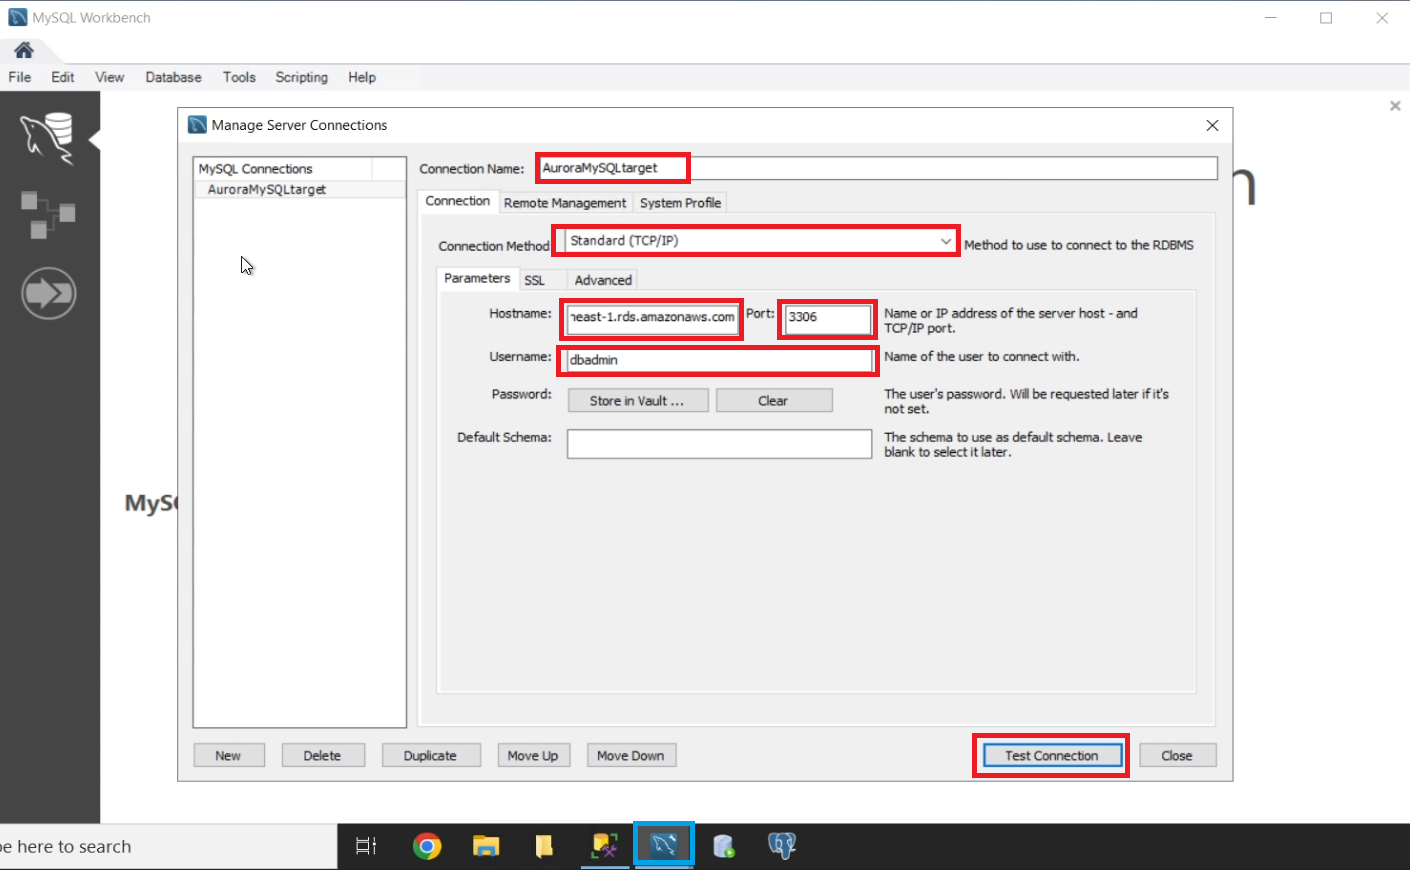 MySQL Workbench
File Edit View Database Tools Scripting Help
Manage Server Connections
MySQL Connections
AuroraMySQLtarget
Connection Name: AuroraMySQLtarget
Connection Remote Management System Profile
Connection Method Standard (TCP/IP) Method to use to connect to the RDBMS
Parameters SSL Advanced
Hostname: east-1.rds.amazonaws.com Port: 3306 Name or IP address of the server host - and
TCP/IP port.
Username: dbadmin Name of the user to connect with.
Password: Store in Vault ... Clear The user's password. Will be requested later if it's
not set.
Default Schema: The schema to use as default schema. Leave
blank to select it later.
MyS
New Delete Duplicate Move Up Move Down Test Connection Close
e here to search